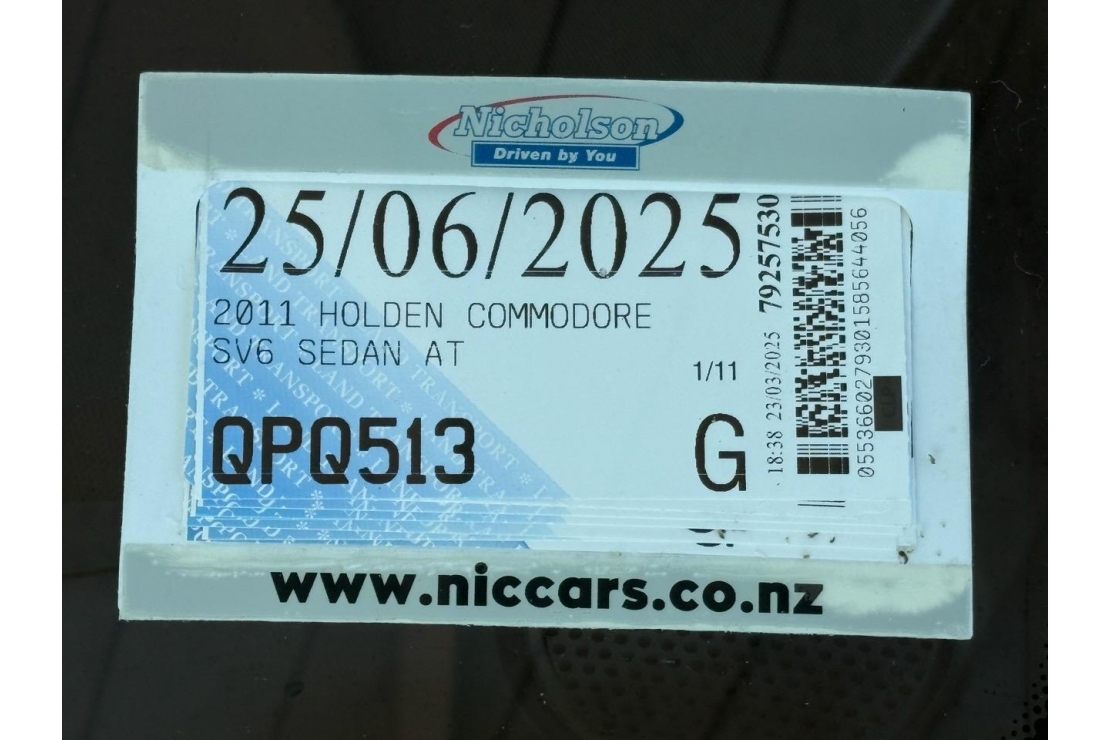 Nicholson
Driven by You
25/06/2025
2011 HOLDEN COMMODORE
SV6 SEDAN AT
1/11
QPQ513
G
18:38 23/03/2025 79257530
0553660279301585644056
www.niccars.co.nz